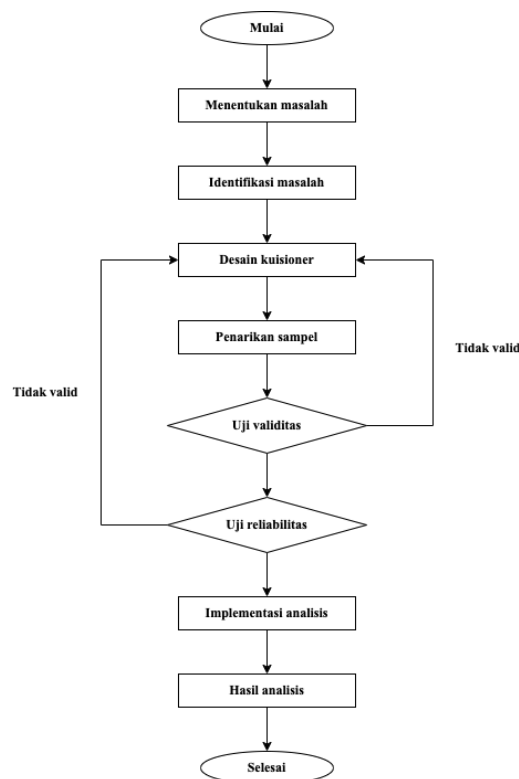 Mulai
Menentukan masalah
Identifikasi masalah
Desain kuisioner
Penarikan sampel
Tidak valid
Tidak valid
Uji validitas
Uji reliabilitas
Implementasi analisis
Hasil analisis
Selesai